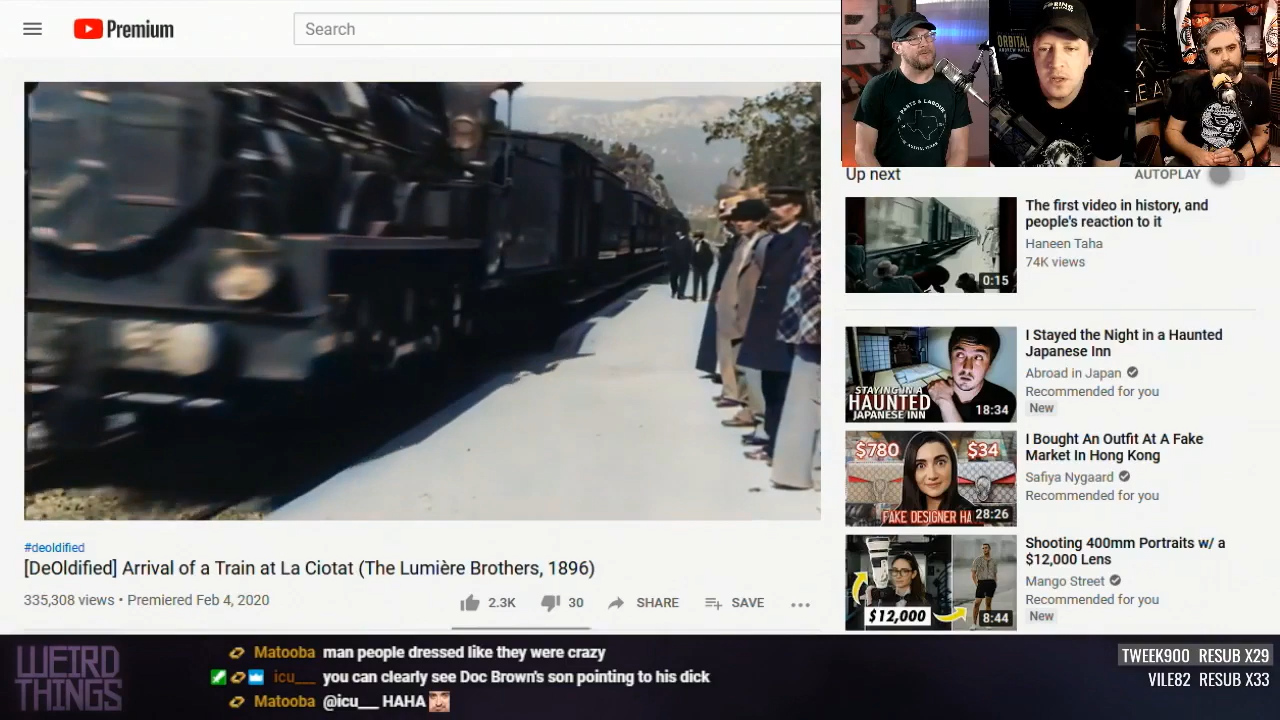 Premium
Search
ORBITAL
PARTS & LABOUR
Up next
AUTOPLAY
The first video in history, and
people's reaction to it
Haneen Taha
74K views
0:15
I Stayed the Night in a Haunted
Japanese Inn
Abroad in Japan
Recommended for you
New
STAYING IN A
HAUNTED
JAPANESE INN
18:34
I Bought An Outfit At A Fake
Market In Hong Kong
Safiya Nygaard
Recommended for you
$780
$34
FAKE DESIGNER
28:26
Shooting 400mm Portraits w/ a
$12,000 Lens
Mango Street
Recommended for you
New
$12,000
8:44
#deoldified
[DeOldified] Arrival of a Train at La Ciotat (The Lumière Brothers, 1896)
335,308 views • Premiered Feb 4, 2020
2.3K
30
SHARE
SAVE
WEIRD
THINGS
Matooba man people dressed like they were crazy
icu___ you can clearly see Doc Brown's son pointing to his dick
Matooba @icu___ HAHA
TWEEK900 RESUB X29
VILE82 RESUB X33